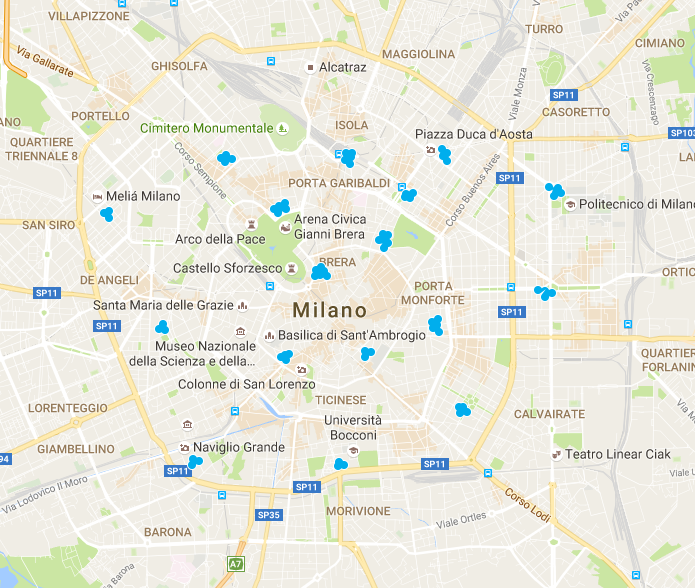 VILLAPIZZONE
TURRO
Via Pa
Via Gallarate
MAGGIOLINA
CIMIANO
GHISOLFA
Alcatraz
Viale Monza
Via Crescenzago
SP11
PORTELLO
CASORETTO
ANO
Cimitero Monumentale
ISOLA
Piazza Duca d'Aosta
SP103
QUARTIERE
TRIENNALE 8
Corso Sempione
Corso Buenos Aires
SP11
PORTA GARIBALDI
Meliá Milano
Politecnico di Milano
Arena Civica
Gianni Brera
SAN SIRO
Arco della Pace
BRERA
Castello Sforzesco
ORTIC
DE ANGELI
PORTA
MONFORTE
SP11
Santa Maria delle Grazie
Milano
SP11
SP11
Basilica di Sant'Ambrogio
Museo Nazionale
della Scienza e della...
QUARTIER
FORLANIN
Colonne di San Lorenzo
TICINESE
LORENTEGGIO
Università
Bocconi
CALVAIRATE
Via M
GIAMBELLINO
Naviglio Grande
Teatro Linear Ciak
94
SP11
SP11
Via Lodovico Il Moro
SP11
Corso Lodi
SP35
MORIVIONE
Viale Ortles
BARONA
A7
Barona